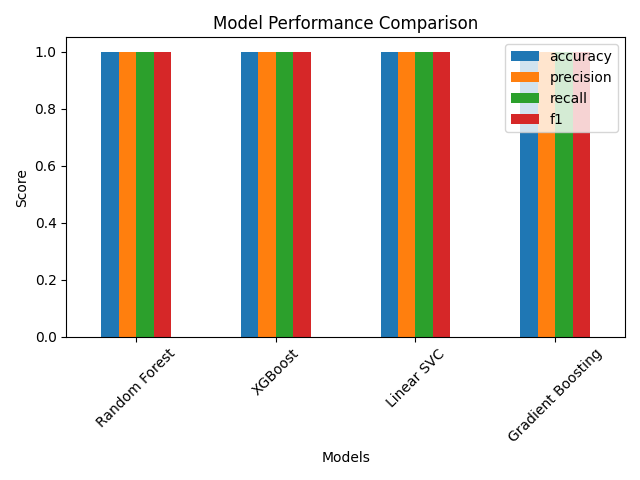 Model Performance Comparison
accuracy
precision
recall
f1
Score
1.0
0.8
0.6
0.4
0.2
0.0
Random Forest
XGBoost
Linear SVC
Gradient Boosting
Models